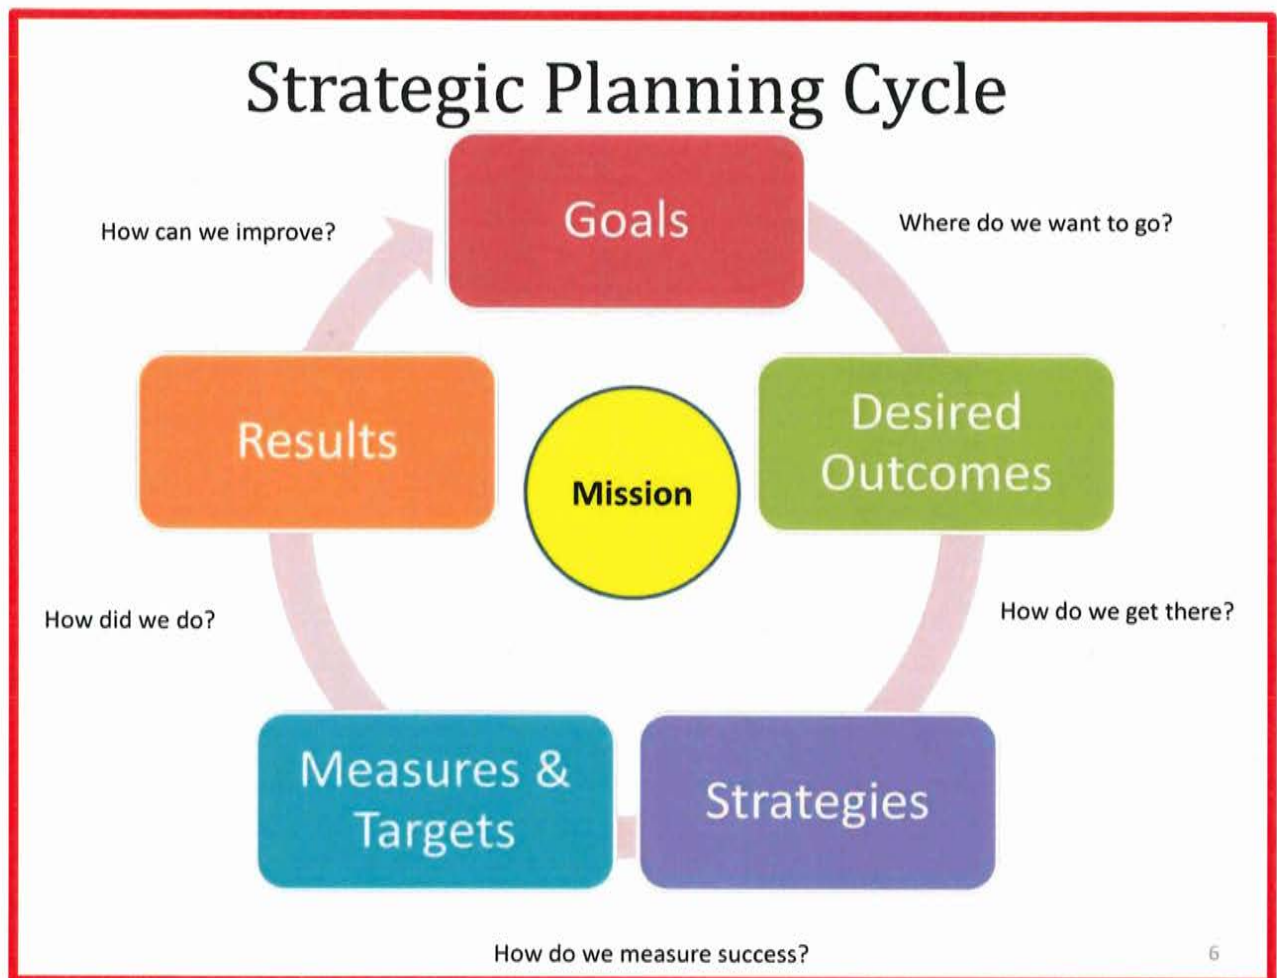 Strategic Planning Cycle
Goals
How can we improve?
Where do we want to go?
Results
Desired
Outcomes
Mission
How did we do?
How do we get there?
Measures &
Targets
Strategies
How do we measure success?
6